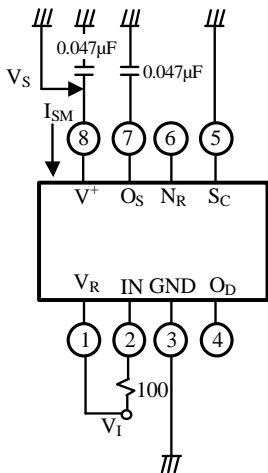 0.047µF
V_S
0.047µF
I_SM
8 7 6 5
V⁺ O_S N_R S_C
V_R IN GND O_D
1 2 3 4
100
V_I